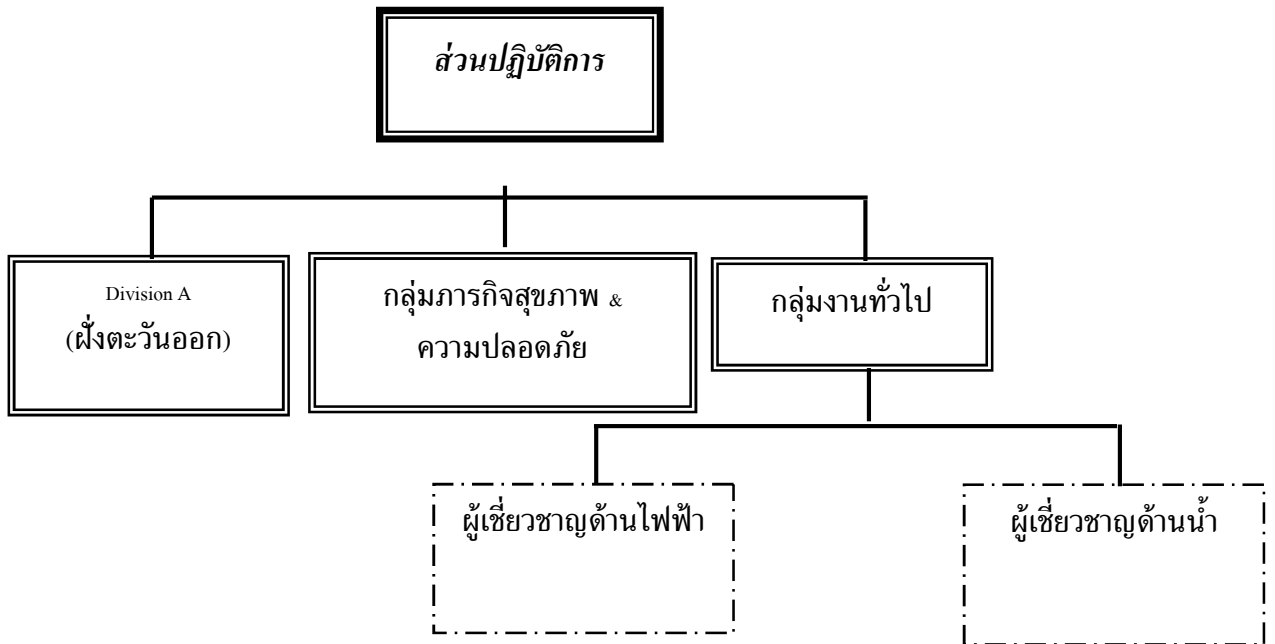 ส่วนปฏิบัติการ
Division A
(ฝั่งตะวันออก)
กลุ่มภารกิจสุขภาพ &
ความปลอดภัย
กลุ่มงานทั่วไป
ผู้เชี่ยวชาญด้านไฟฟ้า
ผู้เชี่ยวชาญด้านน้ำ